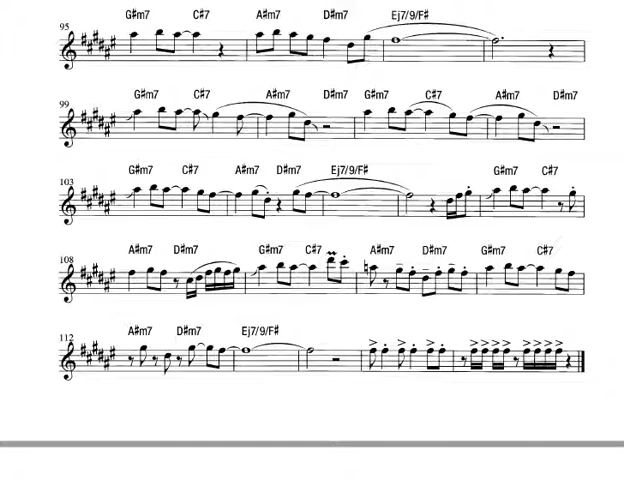 G#m7 C#7 A#m7 D#m7 Ej7/9/F#
95
G#m7 C#7 A#m7 D#m7 G#m7 C#7 A#m7 D#m7
99
G#m7 C#7 A#m7 D#m7 Ej7/9/F# G#m7 C#7
103
A#m7 D#m7 G#m7 C#7 A#m7 D#m7 G#m7 C#7
108
A#m7 D#m7 Ej7/9/F#
112